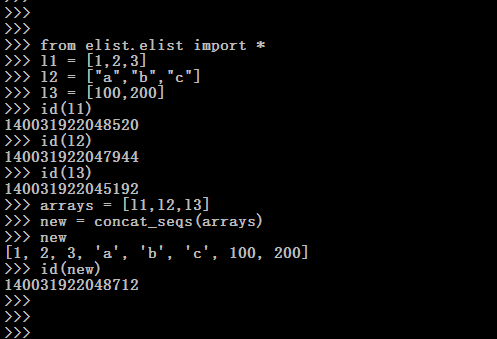 >>>
>>>
>>> from elist.elist import *
>>> l1 = [1,2,3]
>>> l2 = ["a","b","c"]
>>> l3 = [100,200]
>>> id(l1)
140031922048520
>>> id(l2)
140031922047944
>>> id(l3)
140031922045192
>>> arrays = [l1,l2,l3]
>>> new = concat_seqs(arrays)
>>> new
[1, 2, 3, 'a', 'b', 'c', 100, 200]
>>> id(new)
140031922048712
>>>
>>>
>>>